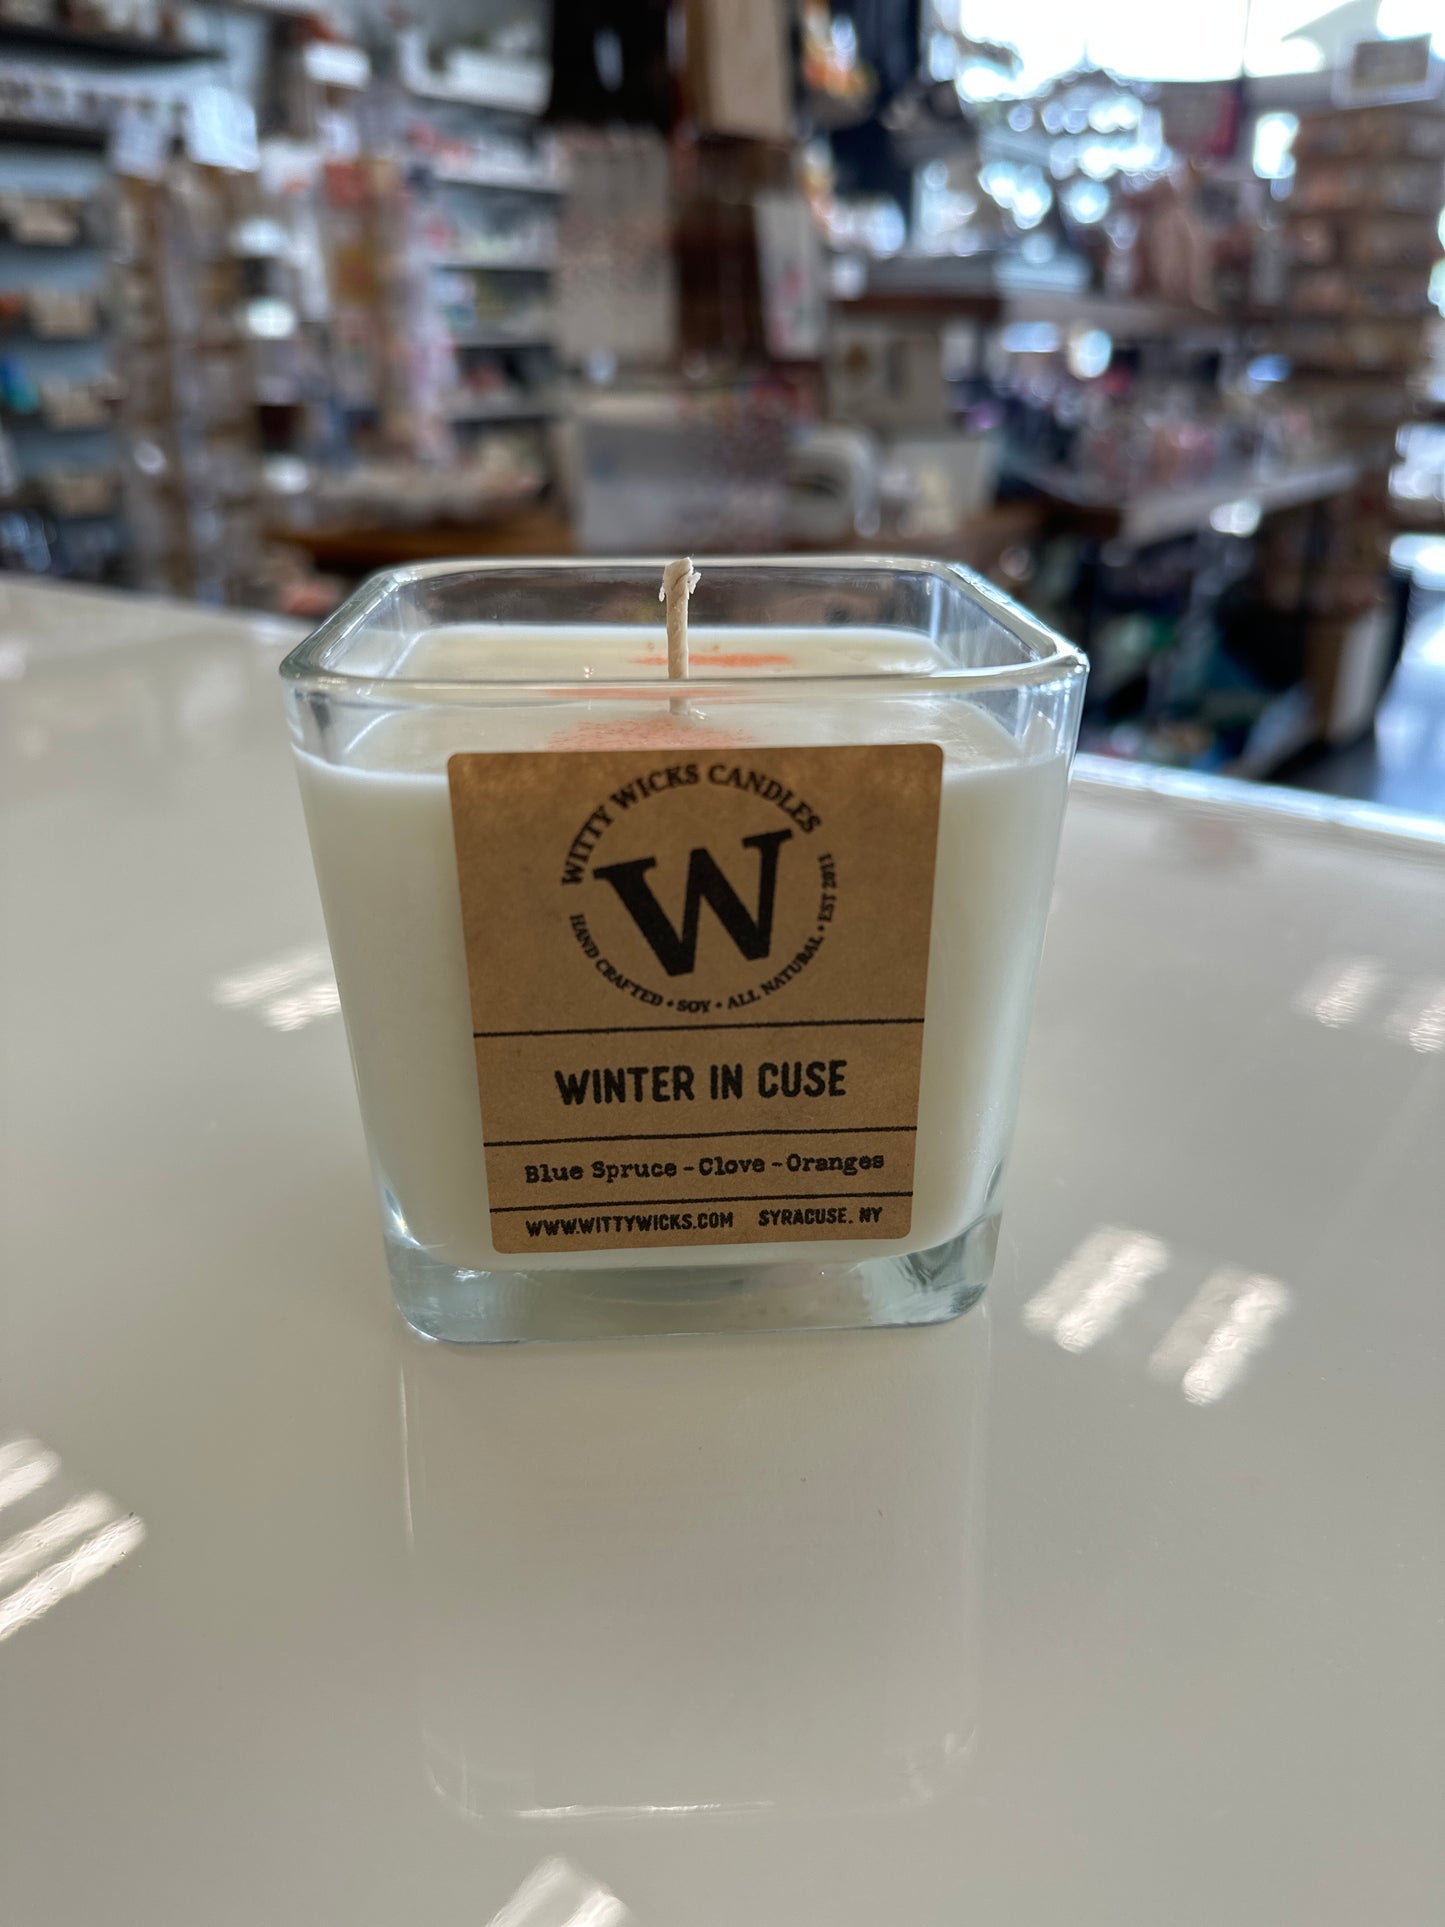 WITTY WICKS CANDLES
W
HAND CRAFTED • SOY • ALL NATURAL • EST 2011
WINTER IN CUSE
Blue Spruce - Clove - Oranges
WWW.WITTYWICKS.COM SYRACUSE. NY